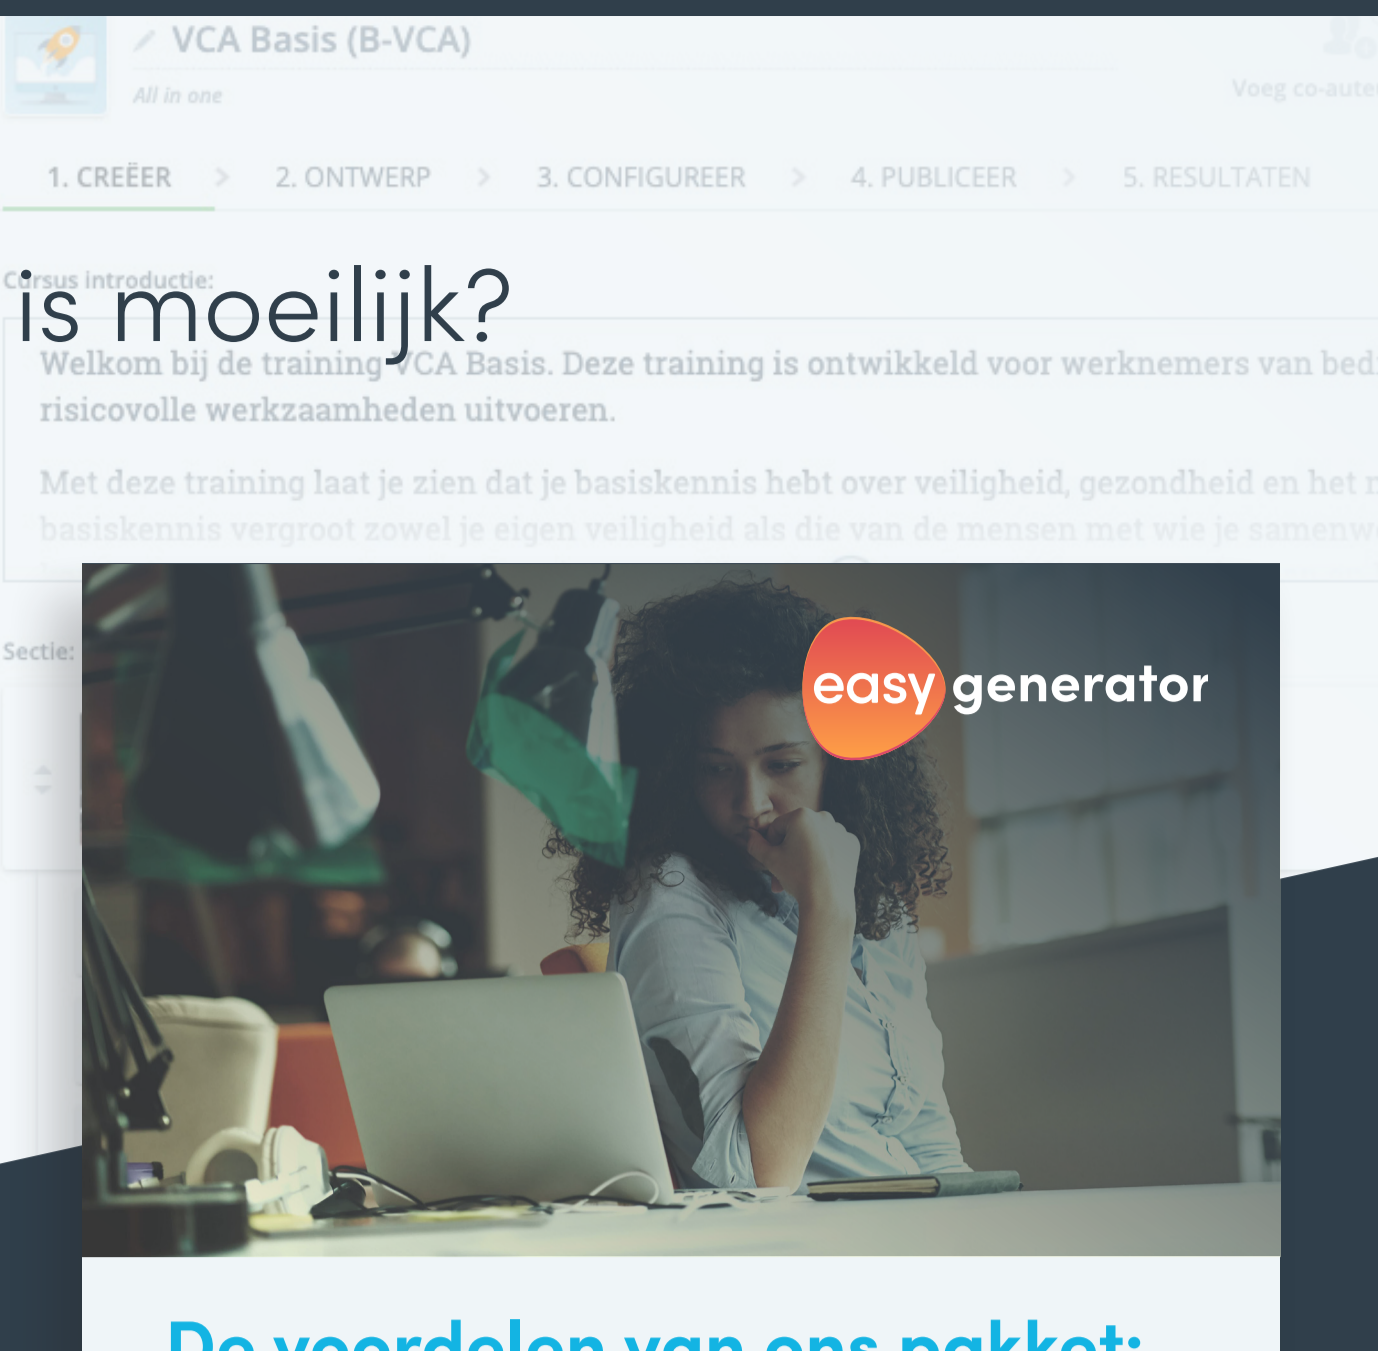 VCA Basis (B-VCA)
All in one
Voeg co-auteu
1. CREËER > 2. ONTWERP > 3. CONFIGUREER > 4. PUBLICEER > 5. RESULTATEN
Cursus introductie:
is moeilijk?
Welkom bij de training VCA Basis. Deze training is ontwikkeld voor werknemers van bed
risicovolle werkzaamheden uitvoeren.
Met deze training laat je zien dat je basiskennis hebt over veiligheid, gezondheid en het
basiskennis vergroot zowel je eigen veiligheid als die van de mensen met wie je samenw
Sectie:
easygenerator
De voordelen van ons pakket: